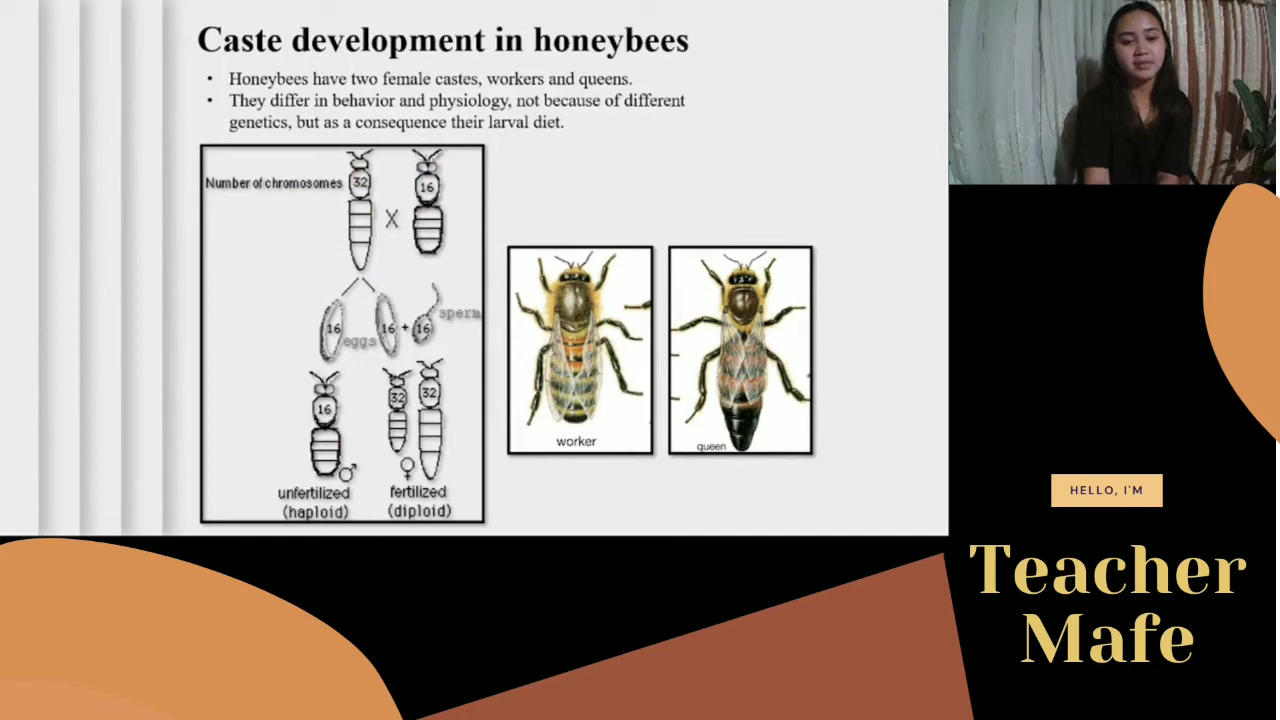 Caste development in honeybees
• Honeybees have two female castes, workers and queens.
• They differ in behavior and physiology, not because of different
genetics, but as a consequence their larval diet.
Number of chromosomes 32 16
X
16 eggs 16 + 16 sperm
16 32 32
♂ ♀
unfertilized fertilized
(haploid) (diploid)
worker
queen
HELLO, I'M
Teacher
Mafe